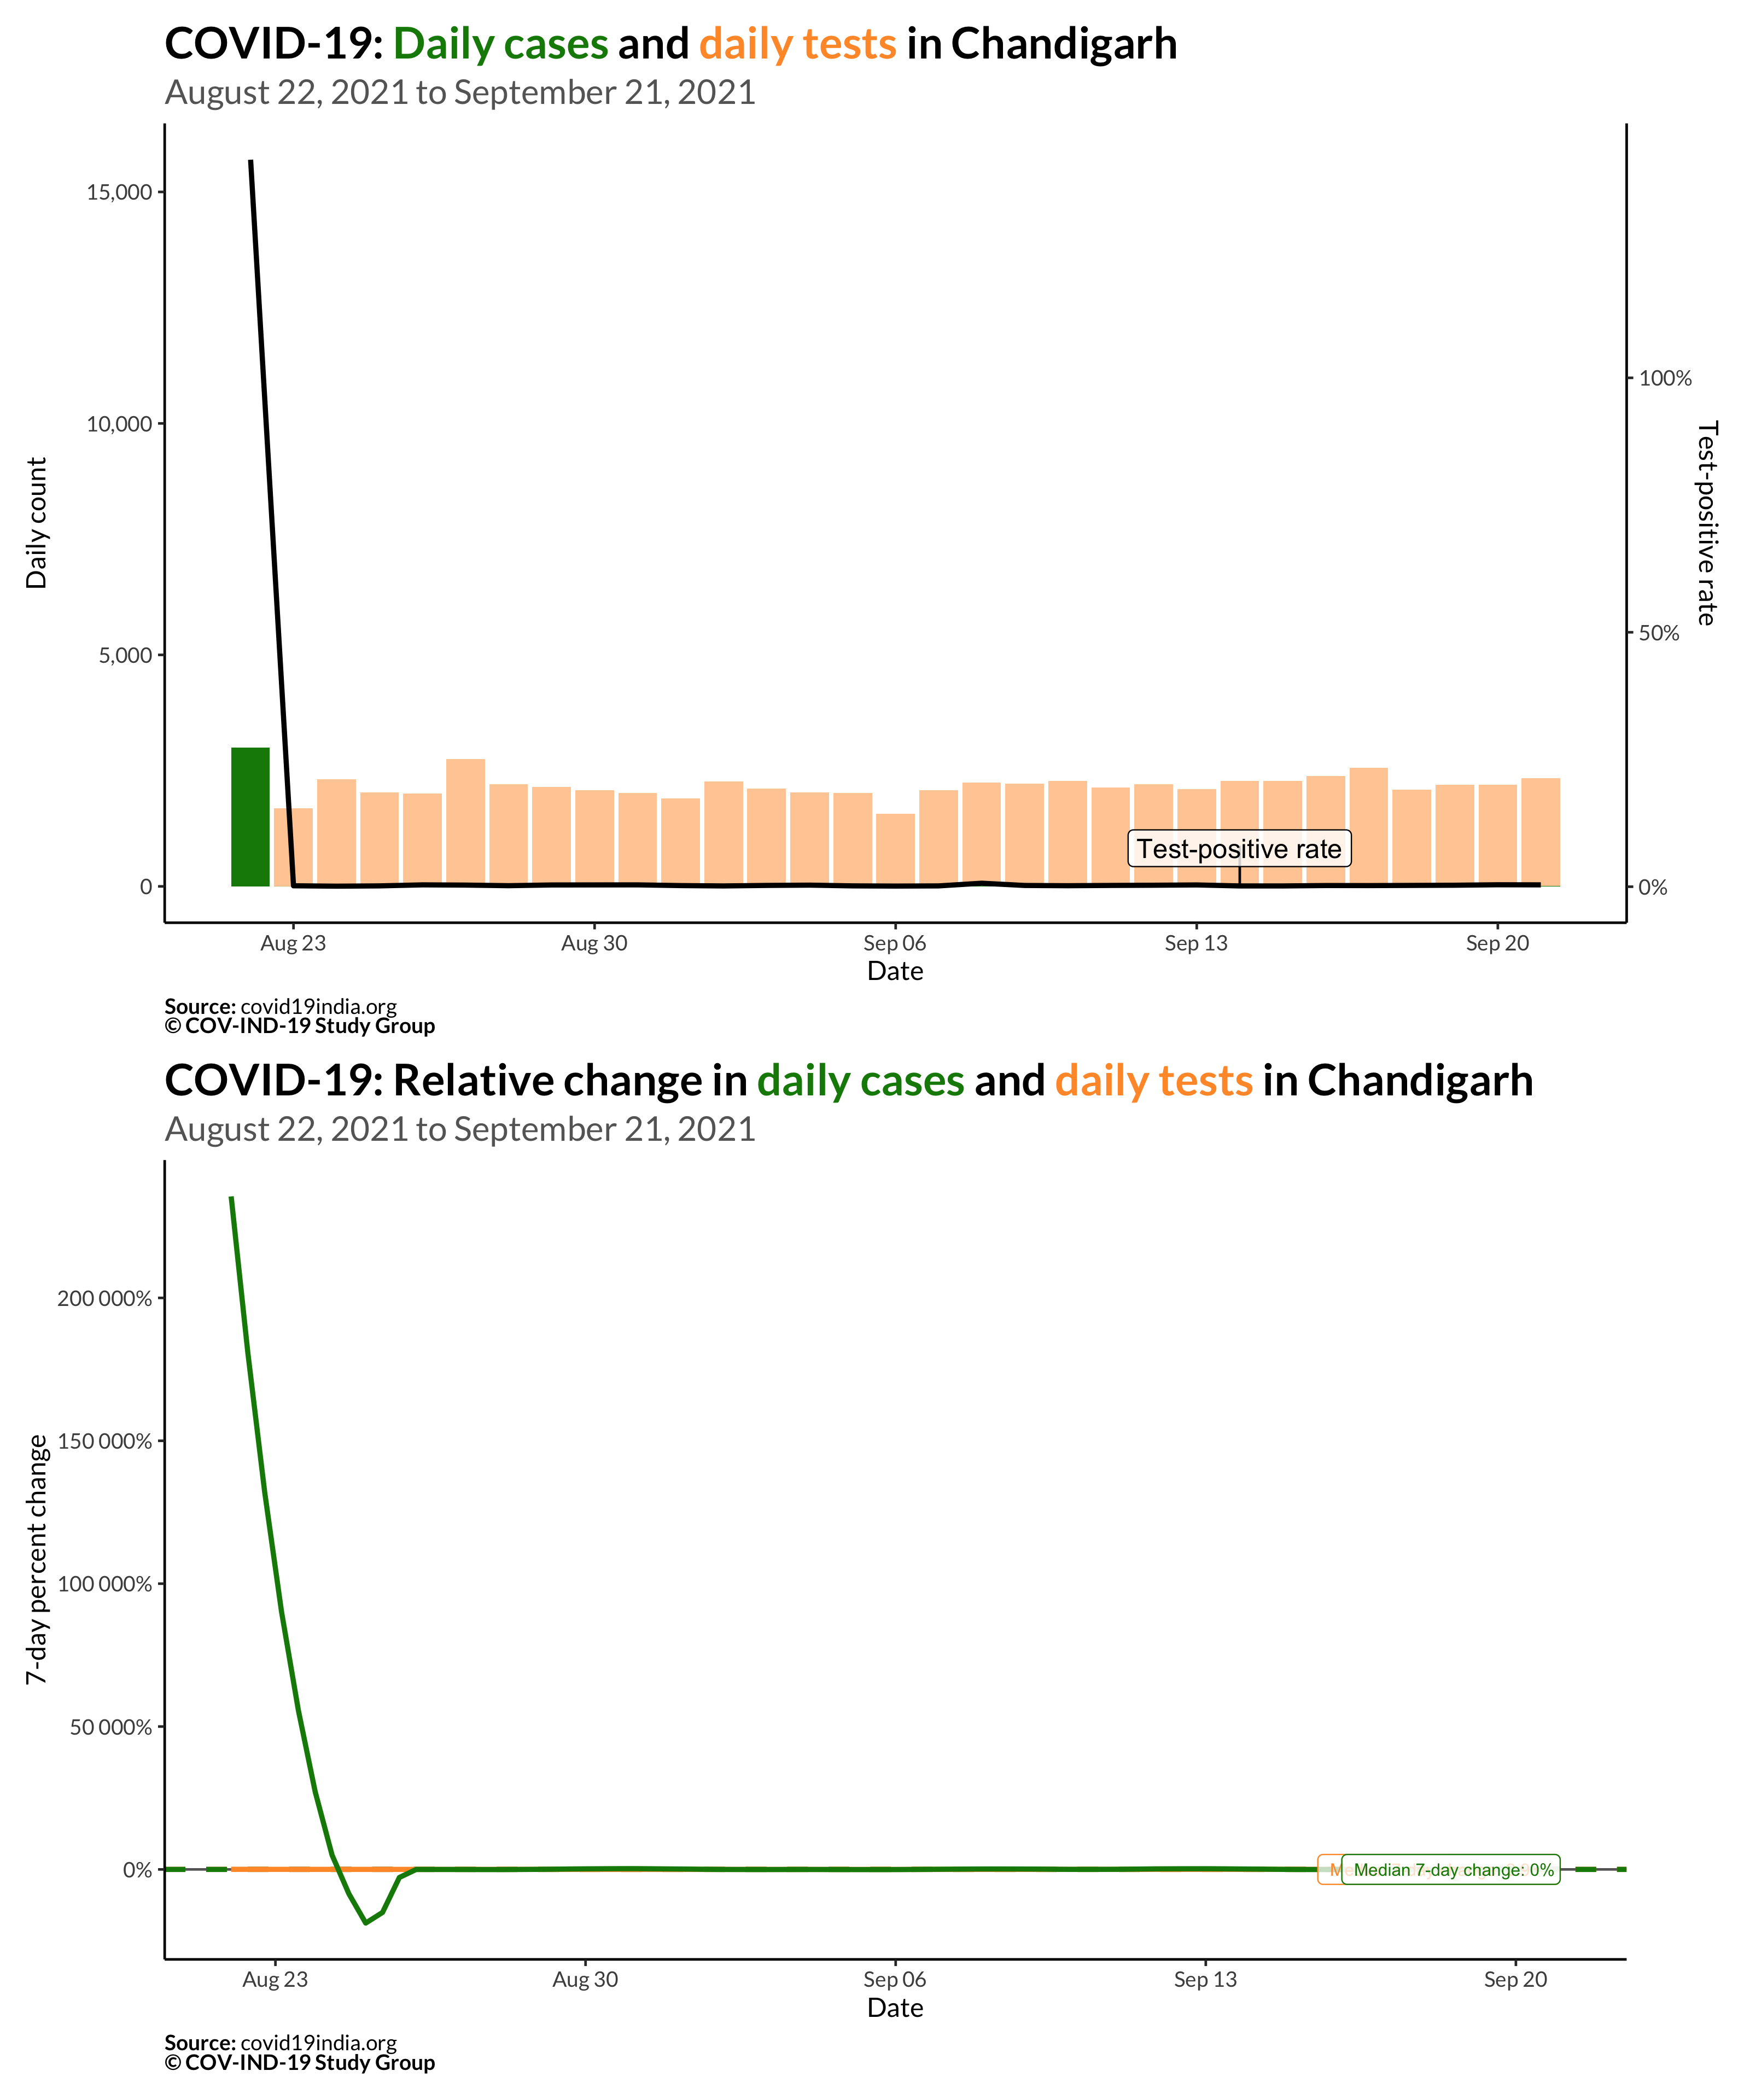 COVID-19: Daily cases and daily tests in Chandigarh
August 22, 2021 to September 21, 2021
15,000
10,000
5,000
0
Daily count
100%
50%
0%
Test-positive rate
Test-positive rate
Aug 23
Aug 30
Sep 06
Sep 13
Sep 20
Date
Source: covid19india.org
© COV-IND-19 Study Group
COVID-19: Relative change in daily cases and daily tests in Chandigarh
August 22, 2021 to September 21, 2021
200 000%
150 000%
100 000%
50 000%
0%
7-day percent change
Median 7-day change: 0%
Aug 23
Aug 30
Sep 06
Sep 13
Sep 20
Date
Source: covid19india.org
© COV-IND-19 Study Group